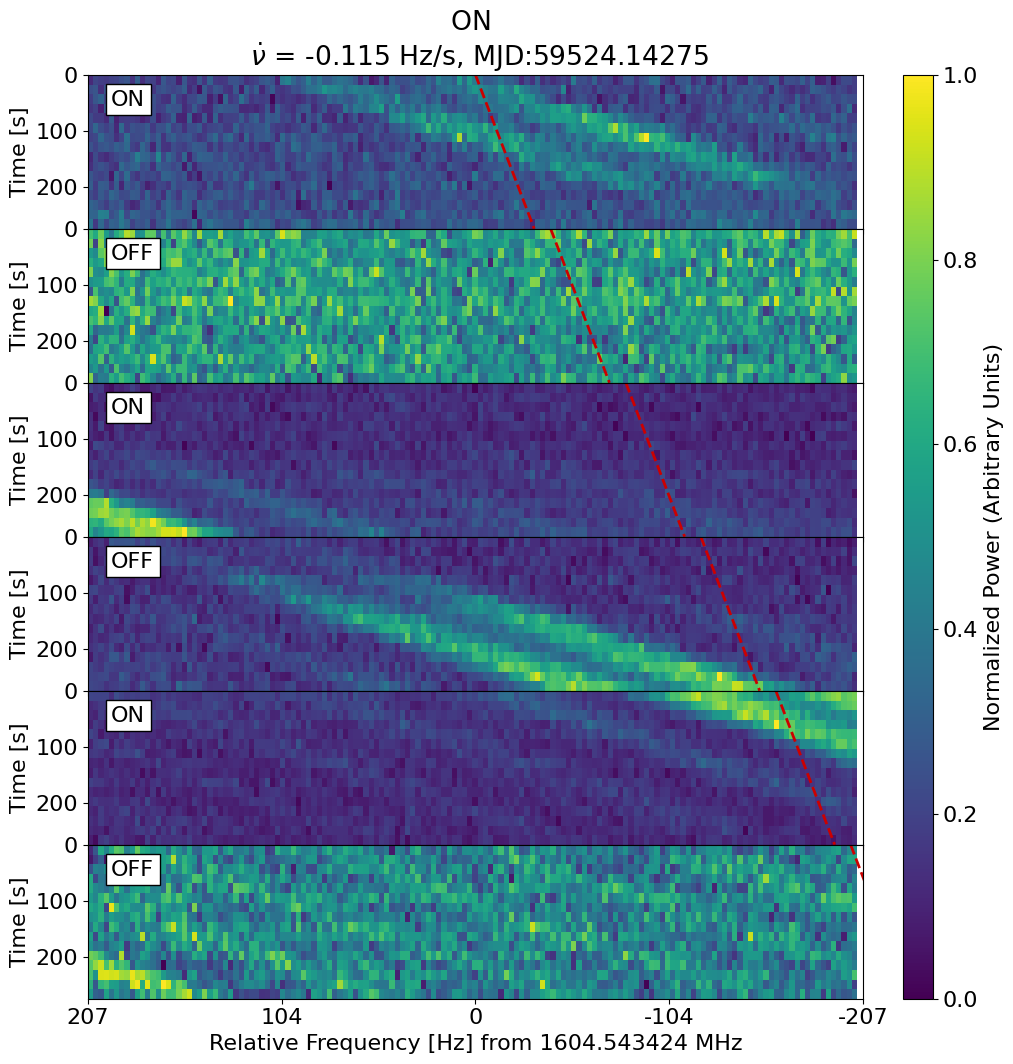 ON
ν̇ = -0.115 Hz/s, MJD:59524.14275
0
ON
100
200
Time [s]
0
OFF
100
200
Time [s]
0
ON
100
200
Time [s]
0
OFF
100
200
Time [s]
0
ON
100
200
Time [s]
0
OFF
100
200
Time [s]
207 104 0 -104 -207
Relative Frequency [Hz] from 1604.543424 MHz
1.0
0.8
0.6
0.4
0.2
0.0
Normalized Power (Arbitrary Units)